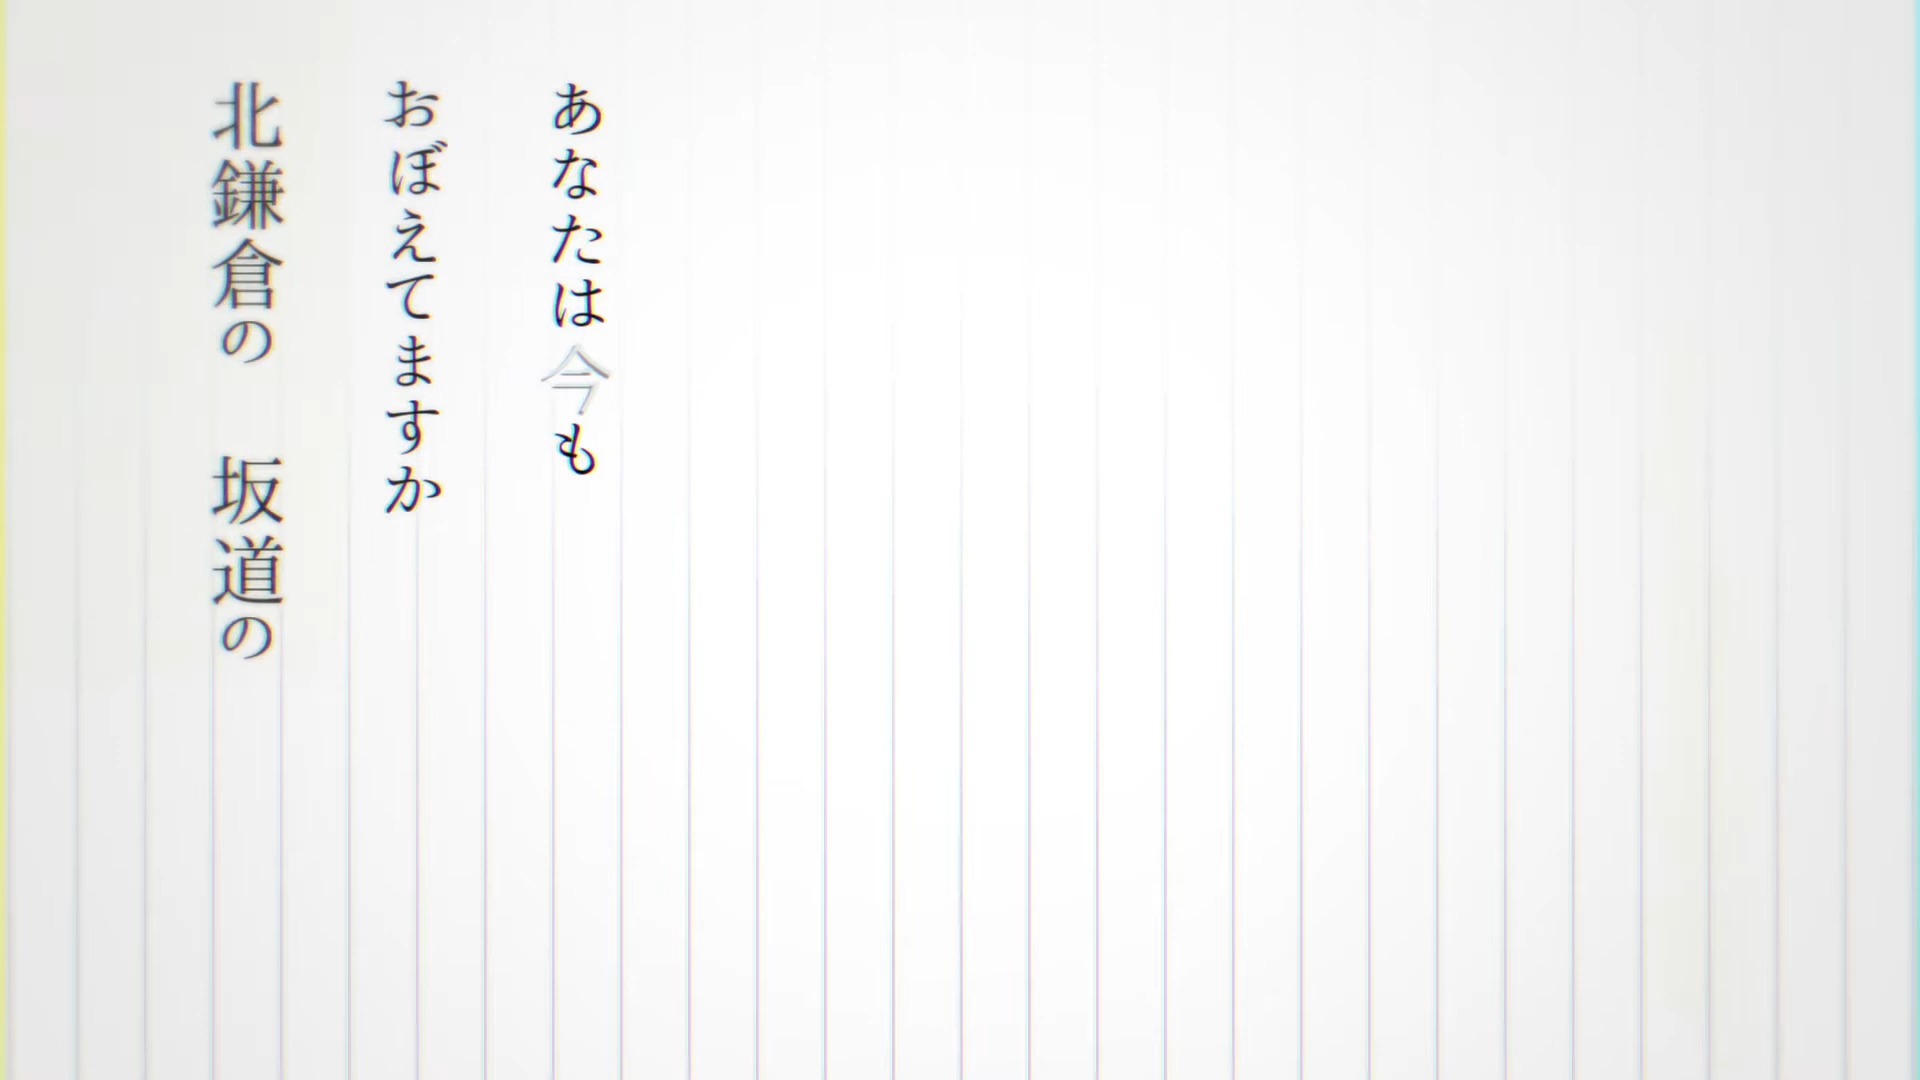 あなたは今も
おぼえてますか
北鎌倉の　坂道の